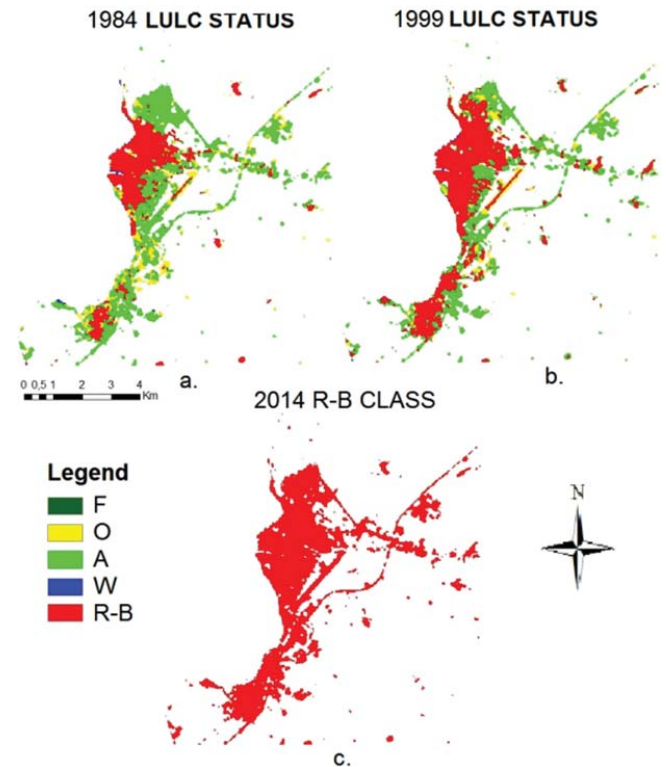 1984 LULC STATUS
1999 LULC STATUS
a.
b.
0 0,5 1 2 3 4
Km
2014 R-B CLASS
Legend
F
O
A
W
R-B
N
c.